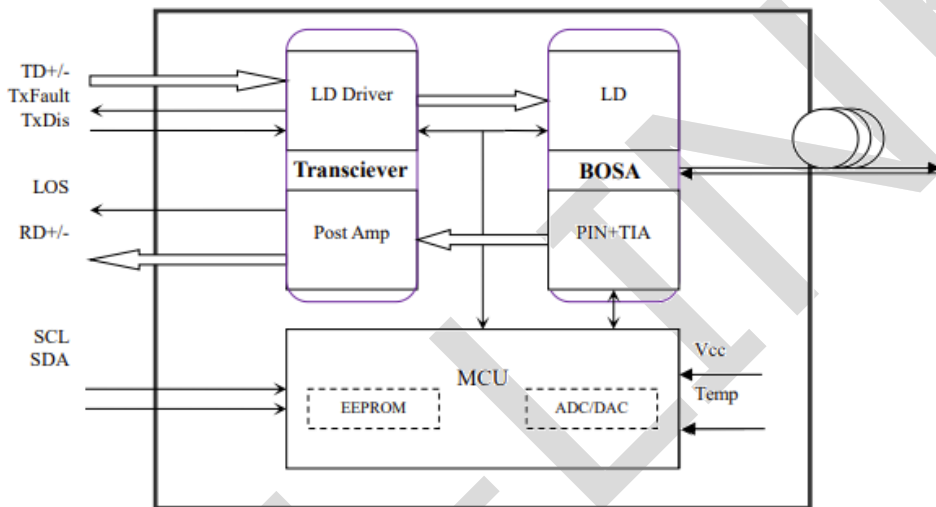 TD+/-
TxFault
TxDis
LOS
RD+/-
SCL
SDA
LD Driver
Transciever
Post Amp
LD
BOSA
PIN+TIA
MCU
EEPROM
ADC/DAC
Vcc
Temp